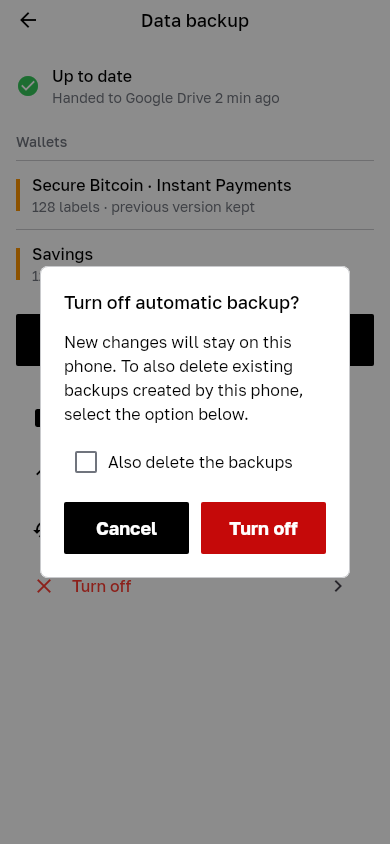 Data backup
Up to date
Handed to Google Drive 2 min ago
Wallets
Secure Bitcoin · Instant Payments
128 labels · previous version kept
Savings
Turn off automatic backup?
New changes will stay on this
phone. To also delete existing
backups created by this phone,
select the option below.
Also delete the backups
Cancel
Turn off
Turn off